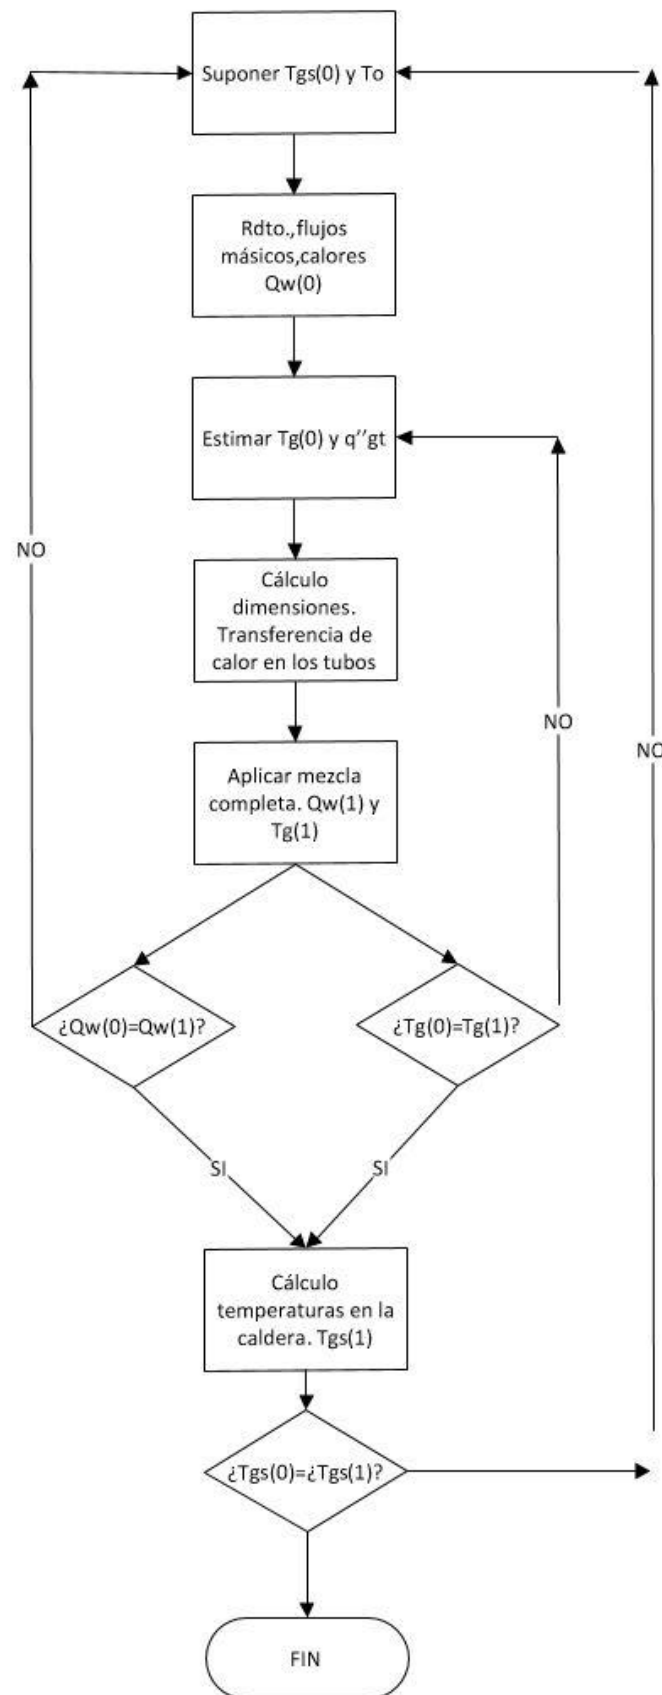 Suponer Tgs(0) y To
Rdto.,flujos
másicos,calores
Qw(0)
Estimar Tg(0) y q’’gt
NO
Cálculo
dimensiones.
Transferencia de
calor en los tubos
NO
NO
Aplicar mezcla
completa. Qw(1) y
Tg(1)
¿Qw(0)=Qw(1)?
¿Tg(0)=Tg(1)?
SI
SI
Cálculo
temperaturas en la
caldera. Tgs(1)
¿Tgs(0)=¿Tgs(1)?
FIN